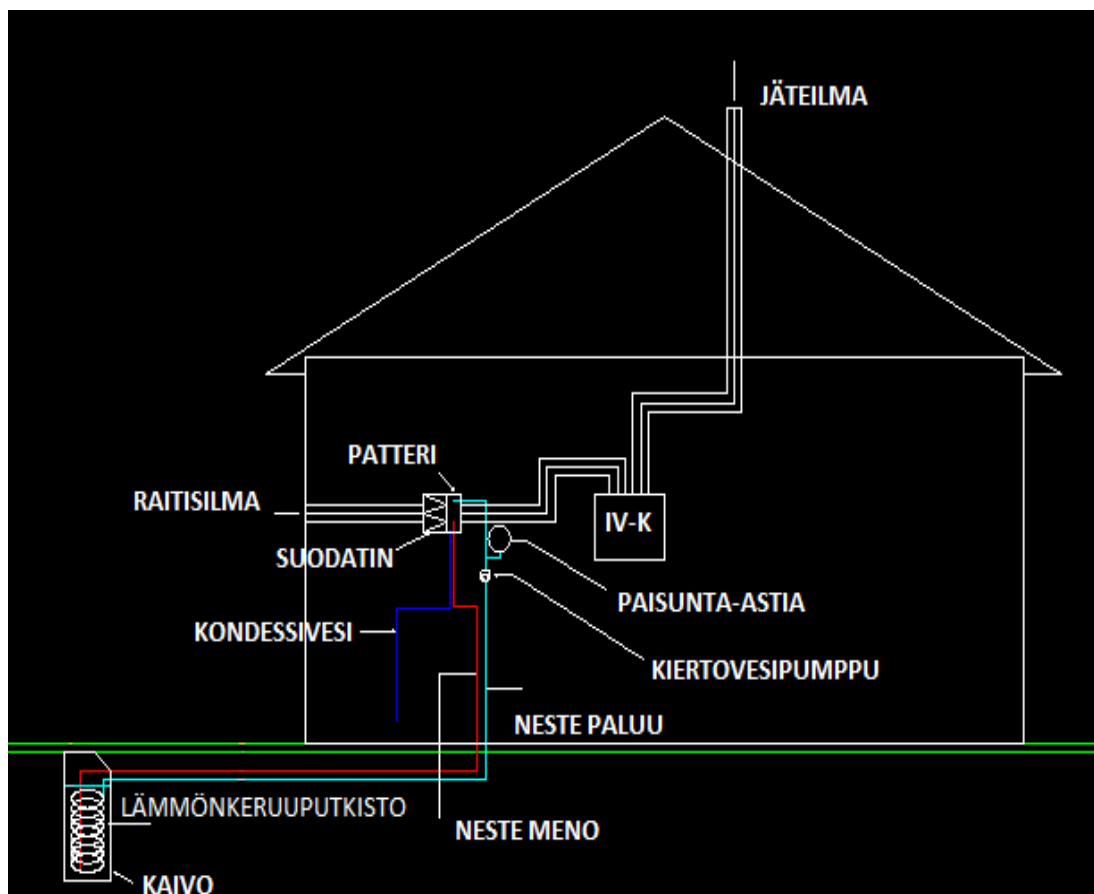 JÄTEILMA
PATTERI
RAITISILMA
IV-K
SUODATIN
PAISUNTA-ASTIA
KONDESSIVESI
KIERTOVESIPUMPPU
NESTE PALUU
LÄMMÖNKERUUPUTKISTO
NESTE MENO
KAIVO